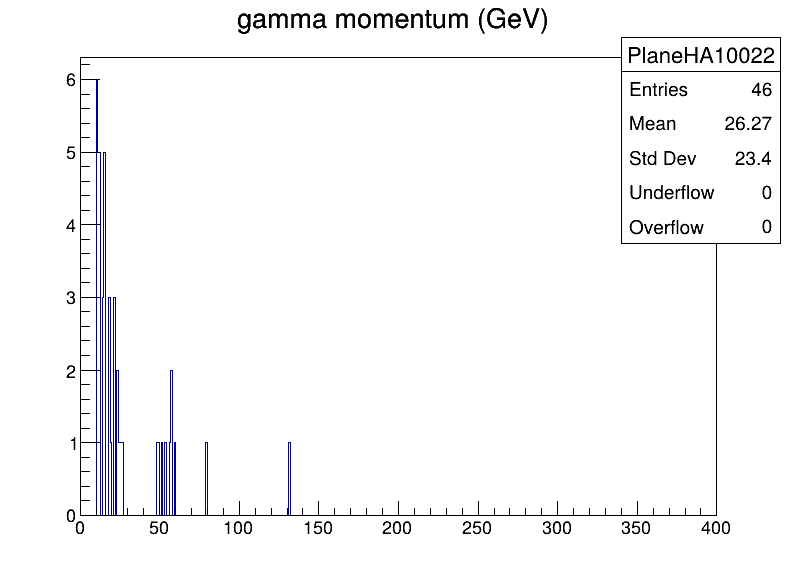 gamma momentum (GeV)
PlaneHA10022
Entries 46
Mean 26.27
Std Dev 23.4
Underflow 0
Overflow 0
6
5
4
3
2
1
0
0 50 100 150 200 250 300 350 400